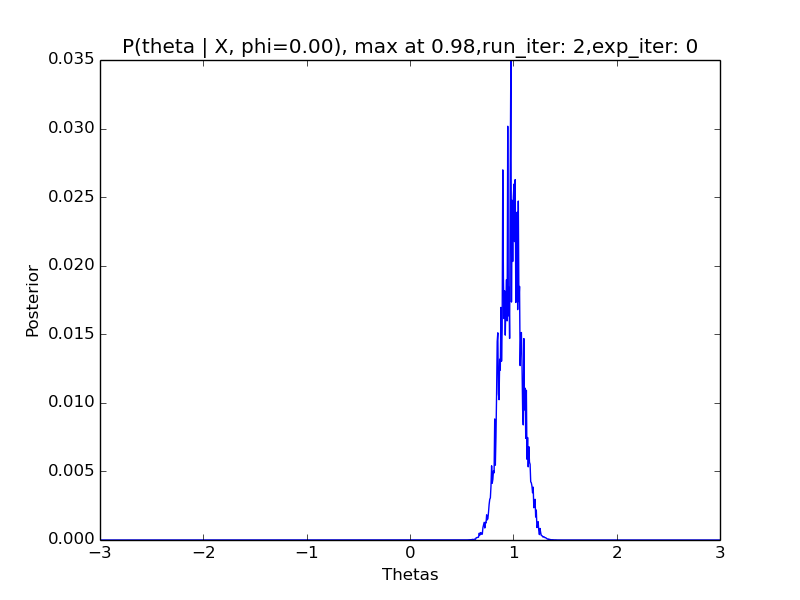 P(theta | X, phi=0.00), max at 0.98,run_iter: 2,exp_iter: 0
0.035
0.030
0.025
0.020
0.015
0.010
0.005
0.000
Posterior
−3 −2 −1 0 1 2 3
Thetas